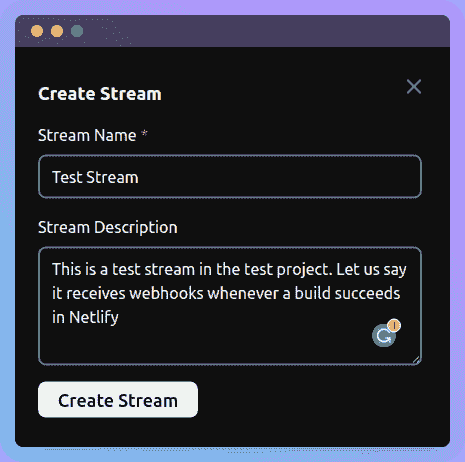 Create Stream
Stream Name *
Test Stream
Stream Description
This is a test stream in the test project. Let us say
it receives webhooks whenever a build succeeds
in Netlify
Create Stream